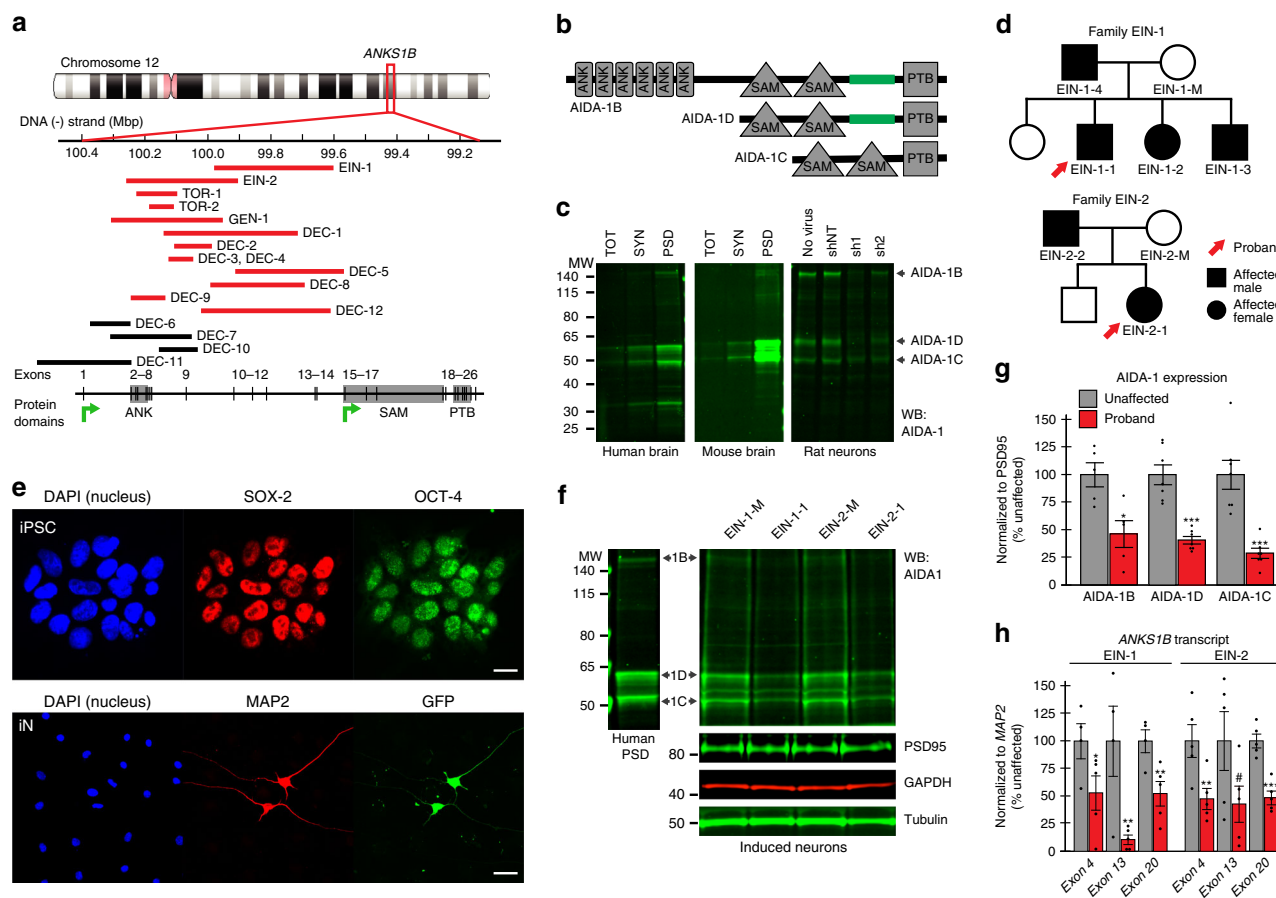 a
ANKS1B
Chromosome 12
DNA (-) strand (Mbp)
100.4 100.2 100.0 99.8 99.6 99.4 99.2
EIN-1
EIN-2
TOR-1
TOR-2
GEN-1
DEC-1
DEC-2
DEC-3, DEC-4
DEC-5
DEC-8
DEC-9
DEC-12
DEC-6
DEC-7
DEC-10
DEC-11
Exons 1 2–8 9 10–12 13–14 15–17 18–26
Protein domains
ANK SAM PTB
b
ANK ANK ANK ANK ANK ANK SAM SAM PTB
AIDA-1B
AIDA-1D SAM SAM PTB
AIDA-1C SAM SAM PTB
c
TOT SYN PSD TOT SYN PSD No virus shNT sh1 sh2
MW
140
115
80
65
50
40
30
25
AIDA-1B
AIDA-1D
AIDA-1C
WB:
AIDA-1
Human brain Mouse brain Rat neurons
d
Family EIN-1
EIN-1-4 EIN-1-M
EIN-1-1 EIN-1-2 EIN-1-3
Family EIN-2
EIN-2-2 EIN-2-M
EIN-2-1
Proband
Affected
male
Affected
female
e
DAPI (nucleus) SOX-2 OCT-4
iPSC
DAPI (nucleus) MAP2 GFP
iN
f
EIN-1-M EIN-1-1 EIN-2-M EIN-2-1
MW
140
115
80
65
50
1B
1D
1C
WB:
AIDA1
Human
PSD
80
PSD95
40
GAPDH
50
Tubulin
Induced neurons
g
AIDA-1 expression
Unaffected
Proband
Normalized to PSD95
(% unaffected)
150
125
100
75
50
25
0
* *** ***
AIDA-1B AIDA-1D AIDA-1C
h
ANKS1B transcript
EIN-1 EIN-2
Normalized to MAP2
(% unaffected)
150
125
100
75
50
25
0
* ** ** ** # ***
Exon 4 Exon 13 Exon 20 Exon 4 Exon 13 Exon 20